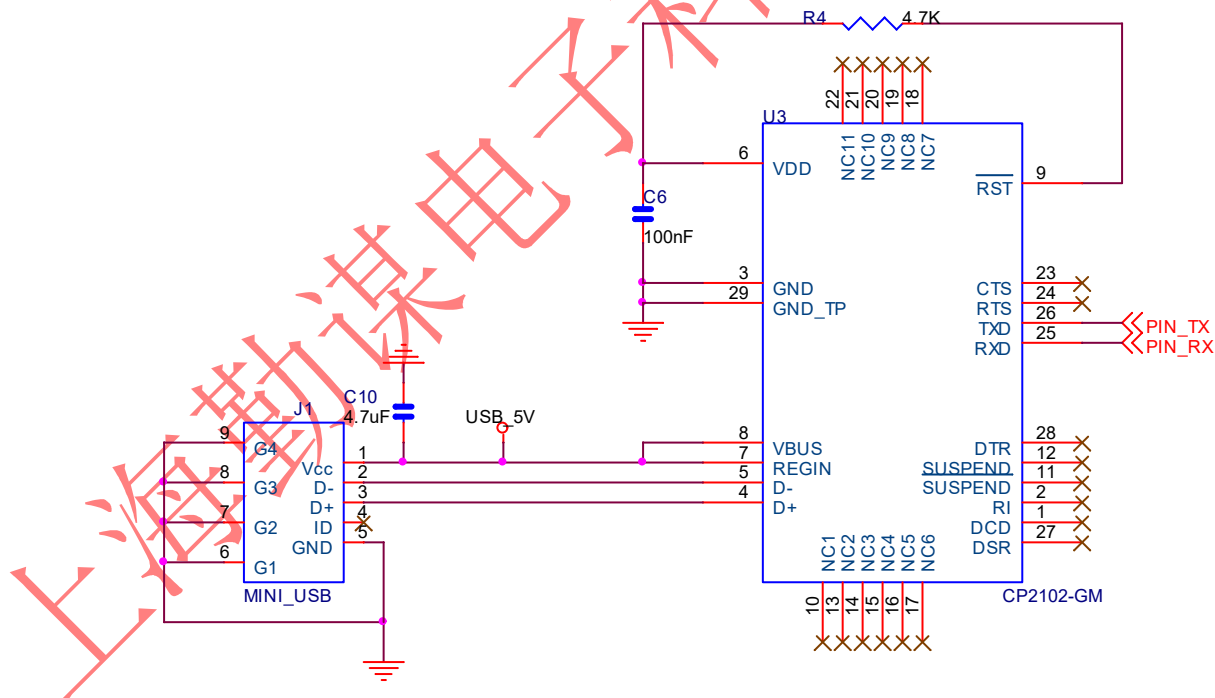 R4
4.7K
22
21
20
19
18
U3
NC11
NC10
NC9
NC8
NC7
6
VDD
9
RST
C6
100nF
3
GND
29
GND_TP
23
CTS
24
RTS
26
TXD
PIN_TX
25
RXD
PIN_RX
C10
4.7uF
USB_5V
J1
9
G4
8
G3
7
G2
6
G1
1
Vcc
2
D-
3
D+
4
ID
5
GND
MINI_USB
8
VBUS
7
REGIN
5
D-
4
D+
28
DTR
12
SUSPEND
11
SUSPEND
2
RI
1
DCD
27
DSR
NC1
NC2
NC3
NC4
NC5
NC6
10
13
14
15
16
17
CP2102-GM
上海勤谋电子科